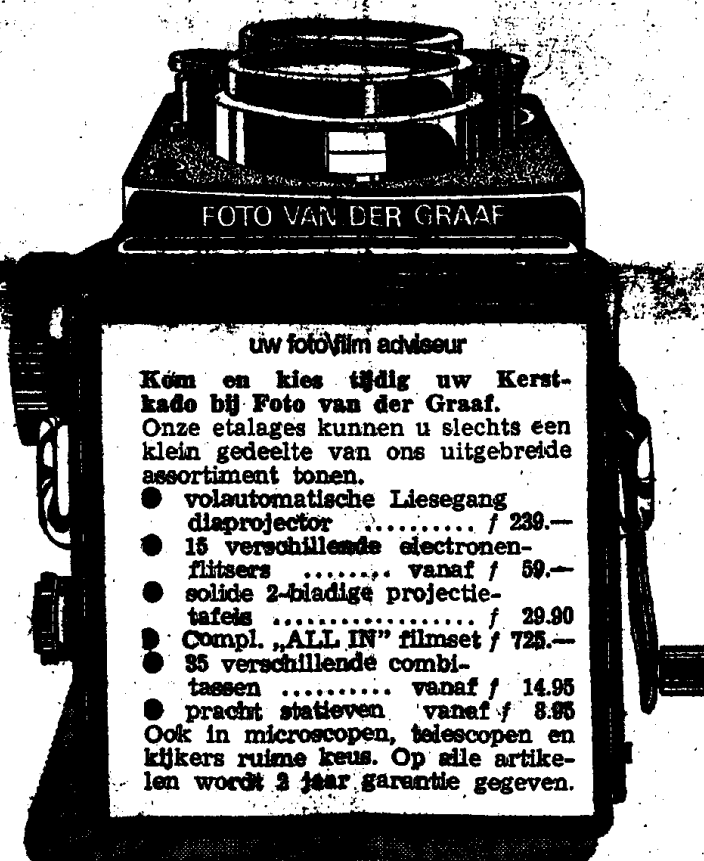 FOTO VAN DER GRAAF
uw foto\film adviseur
Kom en kies tijdig uw Kerst-
kado bij Foto van der Graaf.
Onze etalages kunnen u slechts een
klein gedeelte van ons uitgebreide
assortiment tonen.
● volautomatische Liesegang
diaprojector .......... f 239.—
● 15 verschillende electronen-
flitsers ........ vanaf f 59.—
● solide 2-bladige projectie-
tafels .................. f 29.90
● Compl. „ALL IN” filmset f 725.—
● 35 verschillende combi-
tassen .......... vanaf f 14.95
● pracht statieven vanaf f 8.95
Ook in microscopen, telescopen en
kijkers ruime keus. Op alle artike-
len wordt 2 jaar garantie gegeven.